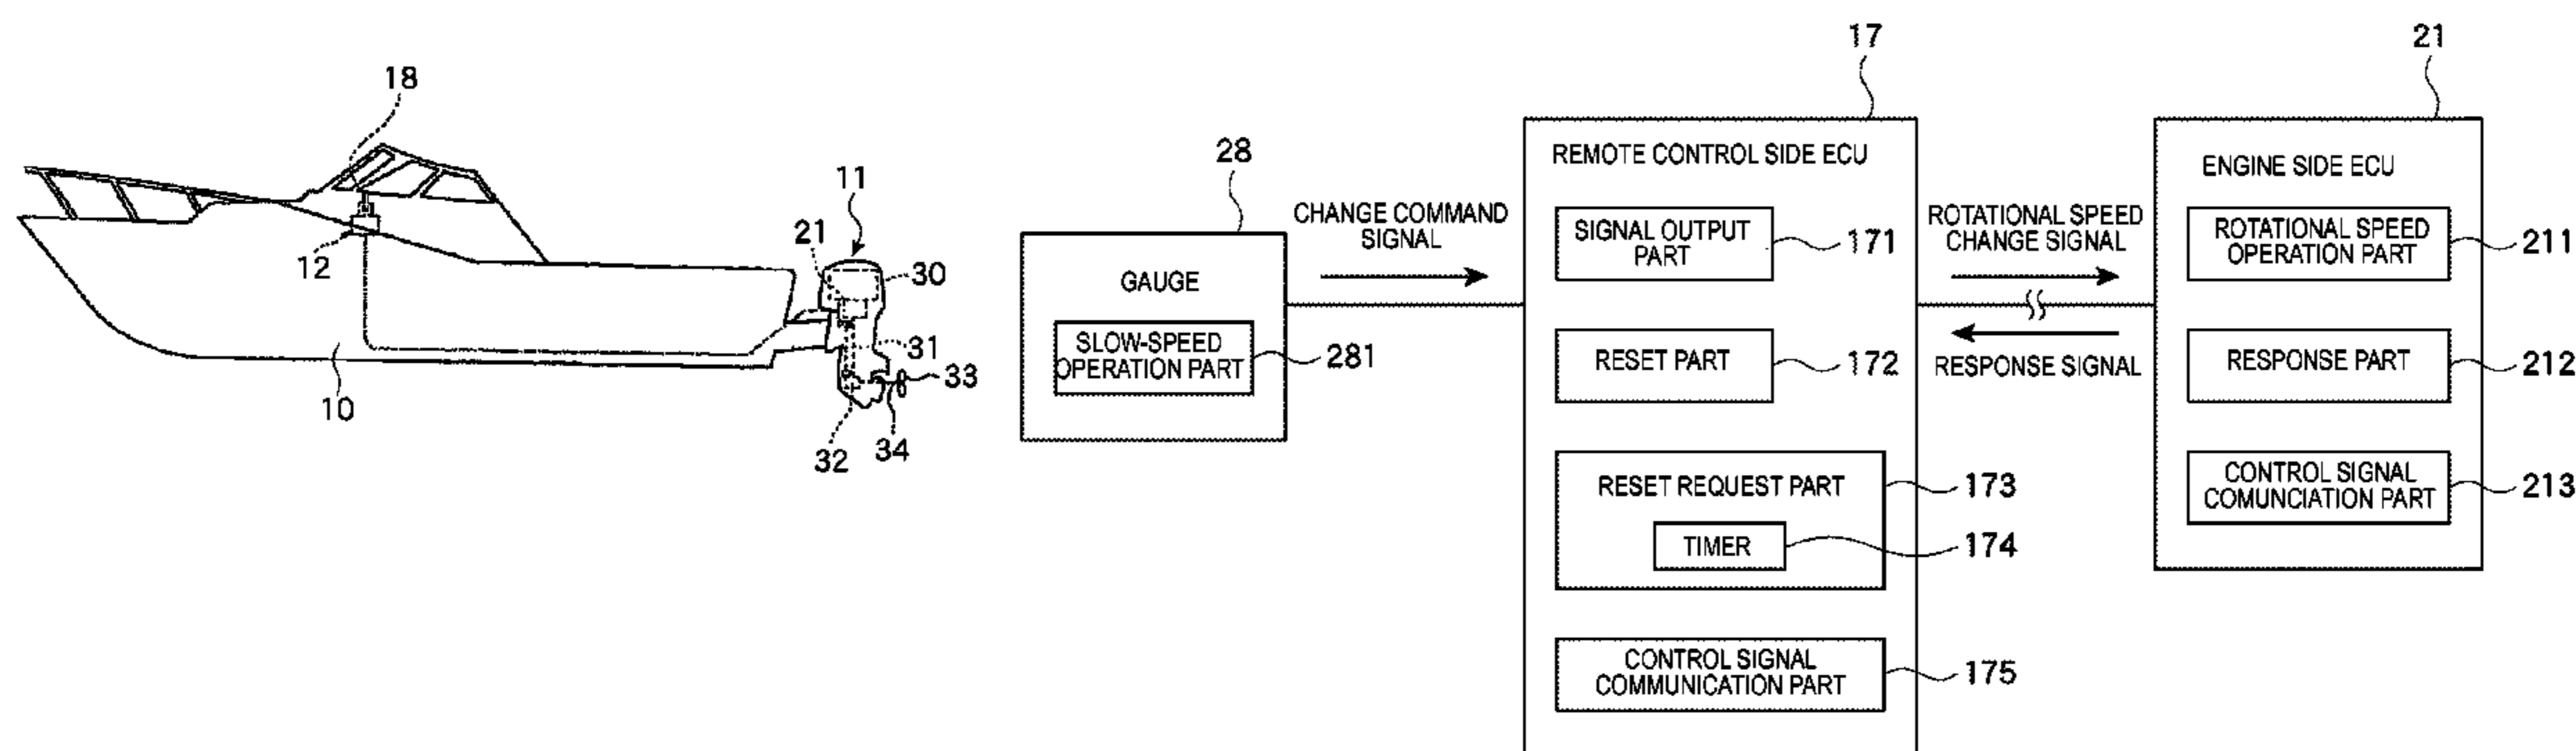 18
12
10
11
21
30
31
33
34
32
28
GAUGE
SLOW-SPEED
OPERATION PART
281
CHANGE COMMAND
SIGNAL
17
REMOTE CONTROL SIDE ECU
SIGNAL OUTPUT
PART
171
RESET PART
172
RESET REQUEST PART
173
TIMER
174
CONTROL SIGNAL
COMMUNICATION PART
175
ROTATIONAL SPEED
CHANGE SIGNAL
RESPONSE SIGNAL
21
ENGINE SIDE ECU
ROTATIONAL SPEED
OPERATION PART
211
RESPONSE PART
212
CONTROL SIGNAL
COMUNCIATION PART
213